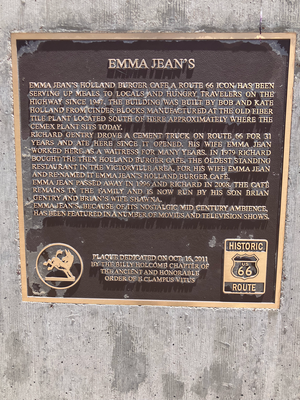 EMMA JEAN'S
EMMA JEAN'S HOLLAND BURGER CAFE, A ROUTE 66 ICON, HAS BEEN
SERVING UP MEALS TO LOCALS AND HUNGRY TRAVELERS ON THE
HIGHWAY SINCE 1947. THE BUILDING WAS BUILT BY BOB AND KATE
HOLLAND FROM CINDER BLOCKS MANUFACTURED AT THE OLD FIBER
TILE PLANT LOCATED SOUTH OF HERE APPROXIMATELY WHERE THE
CEMEX PLANT SITS TODAY.
RICHARD GENTRY DROVE A CEMENT TRUCK ON ROUTE 66 FOR 31
YEARS AND ATE HERE SINCE IT OPENED. HIS WIFE EMMA JEAN
WORKED HERE AS A WAITRESS FOR MANY YEARS. IN 1979 RICHARD
BOUGHT THE THEN HOLLAND BURGER CAFE, THE OLDEST STANDING
RESTAURANT IN THE VICTORVILLE AREA, FOR HIS WIFE EMMA JEAN
AND RE-NAMED IT EMMA JEAN'S HOLLAND BURGER CAFE.
EMMA JEAN PASSED AWAY IN 1996 AND RICHARD IN 2008. THE CAFE
REMAINS IN THE FAMILY AND IS NOW RUN BY HIS SON BRIAN
GENTRY AND BRIAN'S WIFE SHAWNA.
EMMA JEAN'S, BECAUSE OF ITS NOSTALGIC MID CENTURY AMBIENCE,
HAS BEEN FEATURED IN A NUMBER OF MOVIES AND TELEVISION SHOWS.
PLAQUE DEDICATED ON OCT. 15, 2011
BY THE BILLY HOLCOMB CHAPTER OF
THE ANCIENT AND HONORABLE
ORDER OF E CLAMPUS VITUS
HISTORIC
US
66
ROUTE